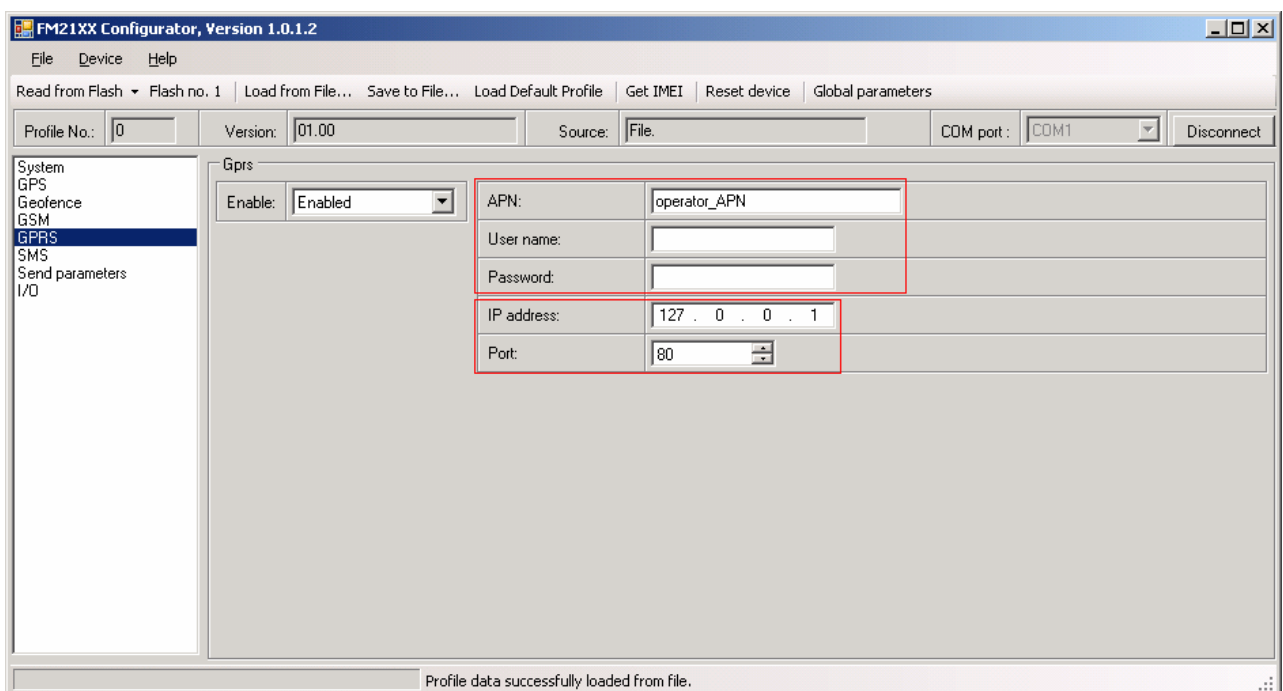 FM21XX Configurator, Version 1.0.1.2
File Device Help
Read from Flash Flash no. 1 Load from File... Save to File... Load Default Profile Get IMEI Reset device Global parameters
Profile No.: 0 Version: 01.00 Source: File. COM port : COM1 Disconnect
System
GPS
Geofence
GSM
GPRS
SMS
Send parameters
I/O
Gprs
Enable: Enabled
APN: operator_APN
User name:
Password:
IP address: 127 . 0 . 0 . 1
Port: 80
Profile data successfully loaded from file.